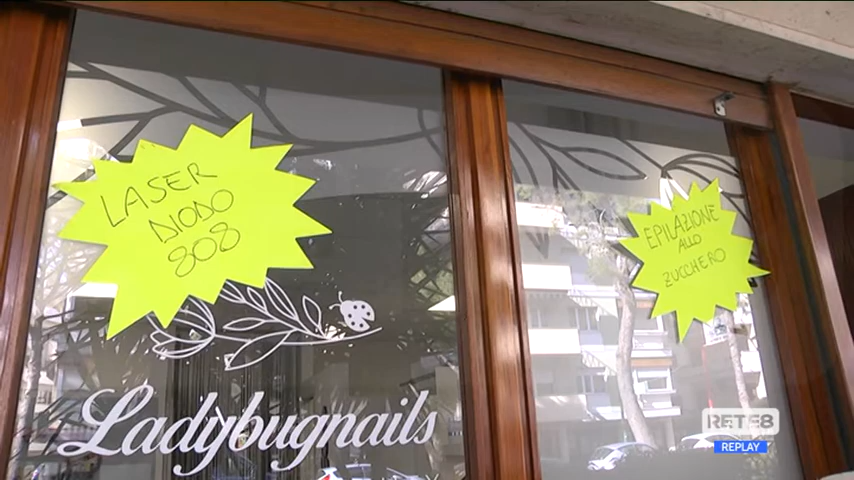 LASER
DIODO
808
EPILAZIONE
ALLO
ZUCCHERO
Ladybugnails
RETE8
REPLAY